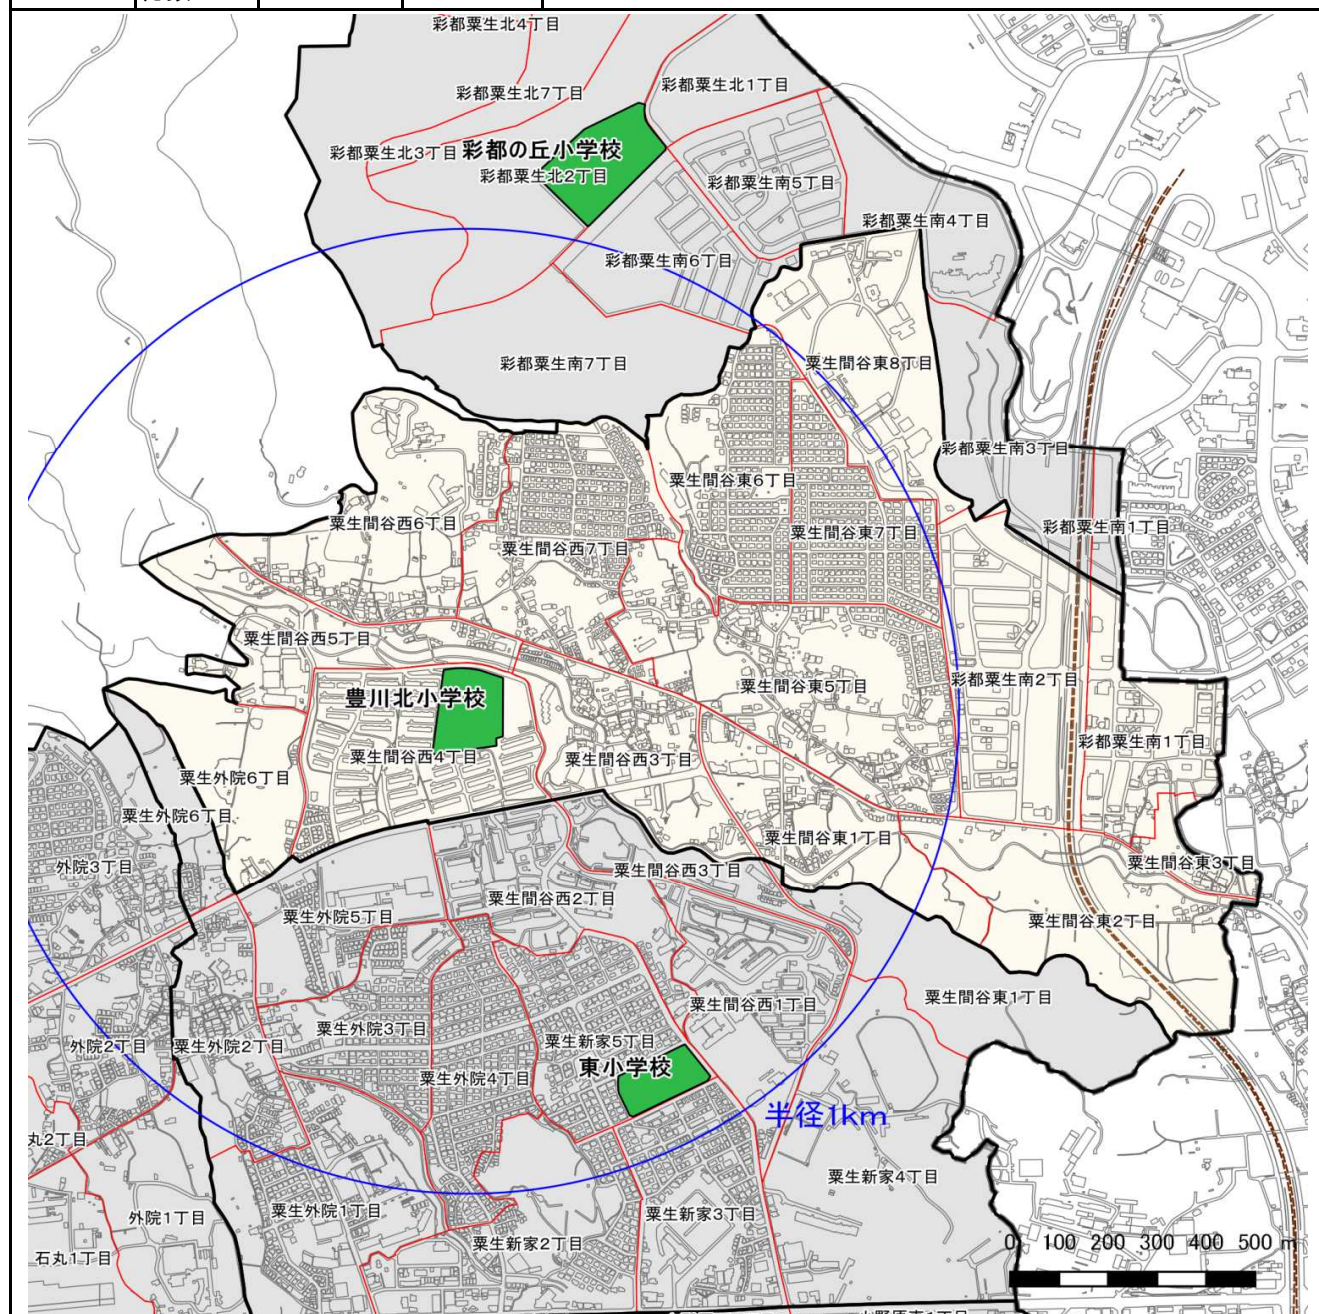 彩都粟生北4丁目
彩都粟生北7丁目
彩都粟生北1丁目
彩都粟生北3丁目
彩都の丘小学校
彩都粟生北2丁目
彩都粟生南5丁目
彩都粟生南4丁目
彩都粟生南6丁目
彩都粟生南7丁目
粟生間谷東8丁目
彩都粟生南3丁目
粟生間谷東6丁目
粟生間谷西6丁目
彩都粟生南1丁目
粟生間谷東7丁目
粟生間谷西7丁目
粟生間谷西5丁目
彩都粟生南2丁目
粟生間谷東5丁目
豊川北小学校
彩都粟生南1丁目
粟生間谷西4丁目
粟生間谷西3丁目
粟生外院6丁目
粟生外院6丁目
粟生間谷東1丁目
外院3丁目
粟生間谷西3丁目
粟生間谷東3丁目
粟生間谷西2丁目
粟生外院5丁目
粟生間谷東2丁目
粟生間谷東1丁目
粟生間谷西1丁目
粟生外院3丁目
粟生新家5丁目
外院2丁目
粟生外院2丁目
東小学校
粟生外院4丁目
半径1km
丸2丁目
粟生新家4丁目
粟生外院1丁目
粟生新家3丁目
外院1丁目
粟生新家2丁目
石丸1丁目
0 100 200 300 400 500 m